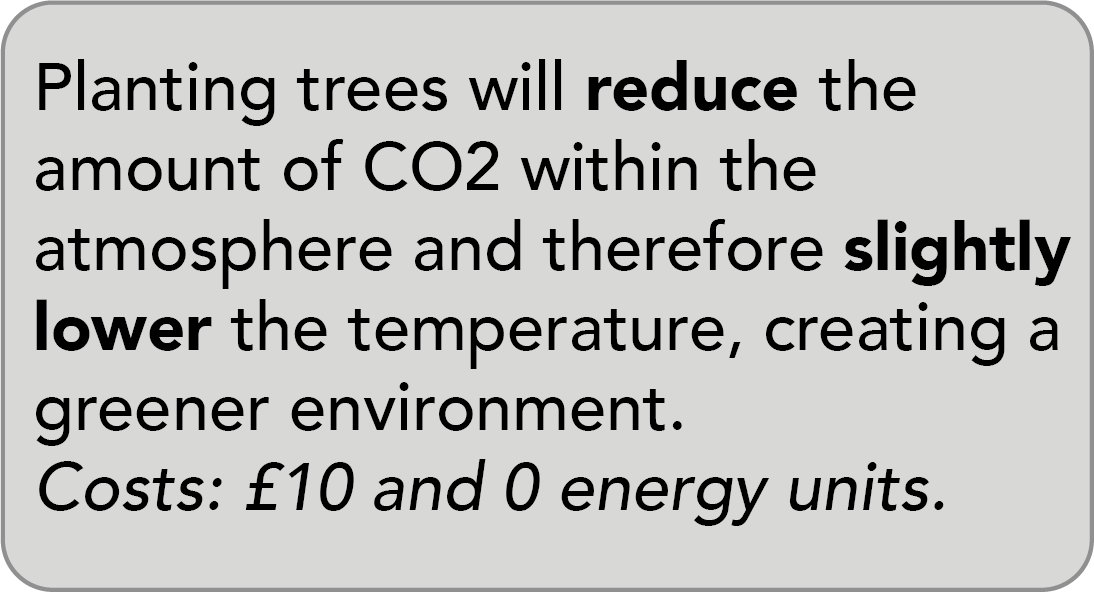 Planting trees will reduce the
amount of CO2 within the
atmosphere and therefore slightly
lower the temperature, creating a
greener environment.
Costs: £10 and 0 energy units.